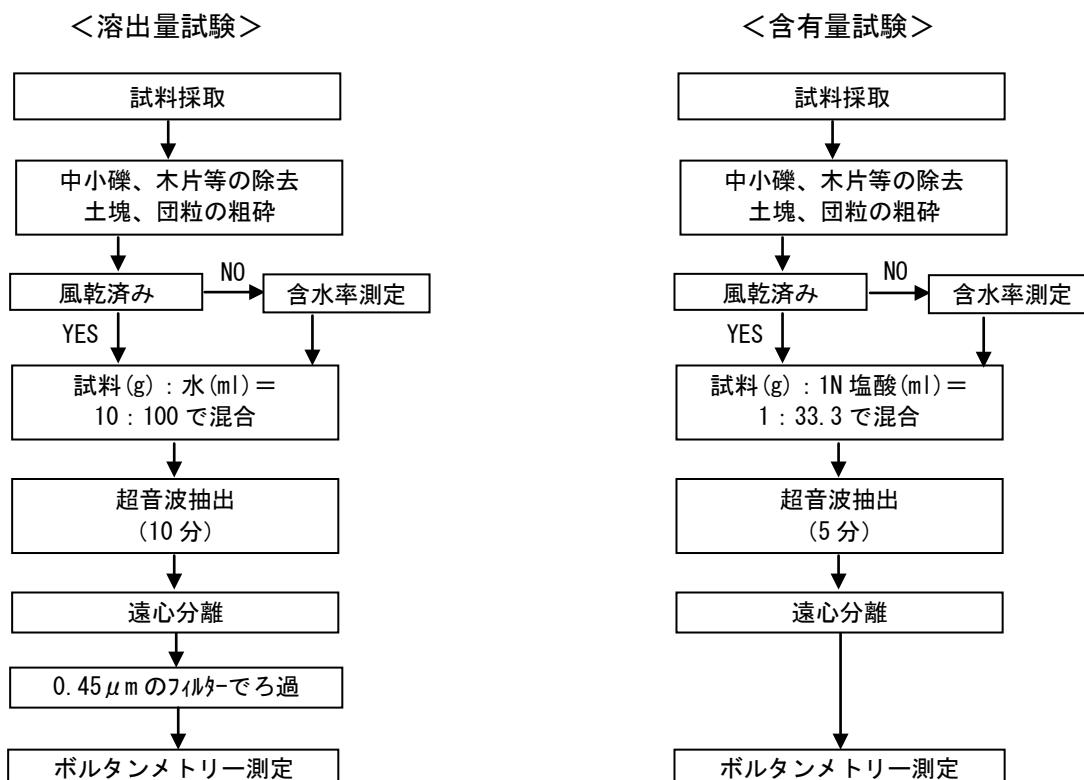 ＜溶出量試験＞
試料採取
中小礫、木片等の除去
土塊、団粒の粗砕
風乾済み
NO
含水率測定
YES
試料(g)：水(ml)＝
10：100で混合
超音波抽出
(10分)
遠心分離
0.45μmのﾌｨﾙﾀｰでろ過
ボルタンメトリー測定
＜含有量試験＞
試料採取
中小礫、木片等の除去
土塊、団粒の粗砕
風乾済み
NO
含水率測定
YES
試料(g)：1N塩酸(ml)＝
1：33.3で混合
超音波抽出
(5分)
遠心分離
ボルタンメトリー測定